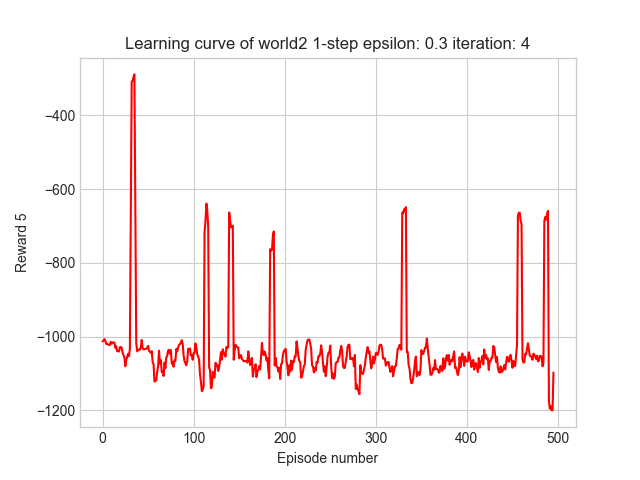 Learning curve of world2 1-step epsilon: 0.3 iteration: 4
Reward 5
−400
−600
−800
−1000
−1200
0 100 200 300 400 500
Episode number